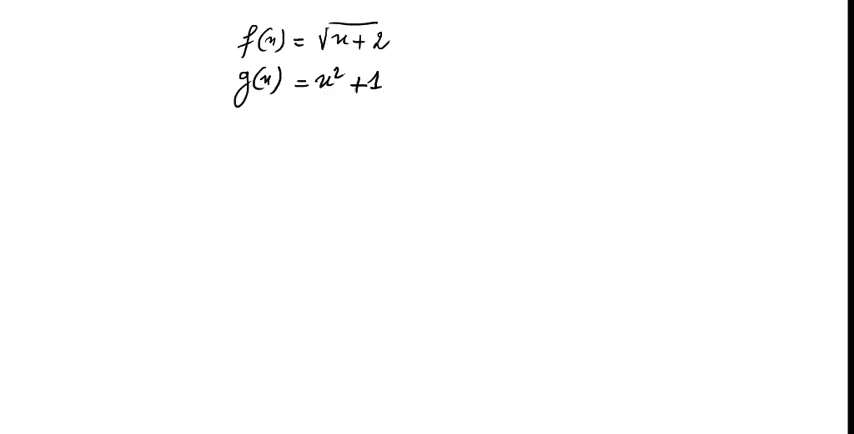 f(x) = √(x+2)
g(x) = x² + 1